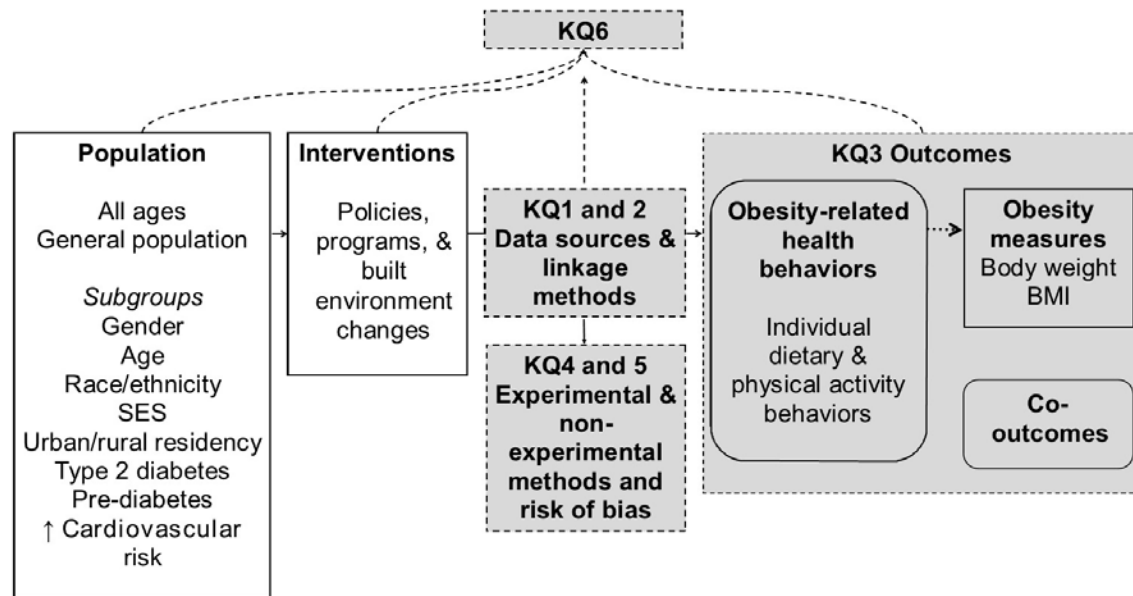 KQ6
Population
All ages
General population
Subgroups
Gender
Age
Race/ethnicity
SES
Urban/rural residency
Type 2 diabetes
Pre-diabetes
↑ Cardiovascular
risk
Interventions
Policies,
programs, &
built
environment
changes
KQ1 and 2
Data sources &
linkage
methods
KQ4 and 5
Experimental &
non-
experimental
methods and
risk of bias
KQ3 Outcomes
Obesity-related
health
behaviors
Individual
dietary &
physical activity
behaviors
Obesity
measures
Body weight
BMI
Co-
outcomes